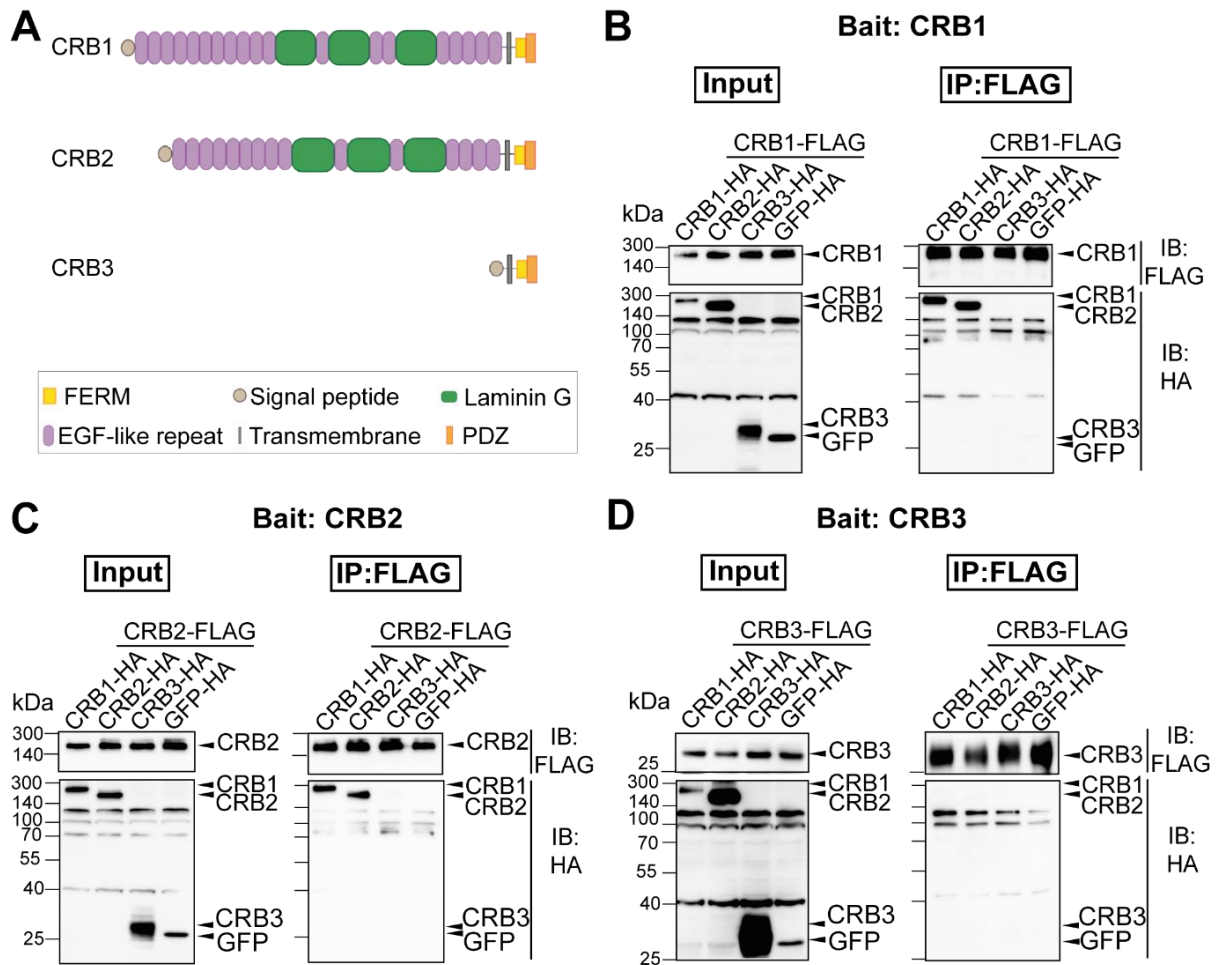 A
CRB1
CRB2
CRB3
FERM Signal peptide Laminin G
EGF-like repeat Transmembrane PDZ
B Bait: CRB1
Input IP:FLAG
CRB1-FLAG CRB1-FLAG
CRB1-HA CRB2-HA CRB3-HA GFP-HA CRB1-HA CRB2-HA CRB3-HA GFP-HA
kDa
300 CRB1 CRB1 IB:
140 FLAG
300 CRB1 CRB1
140 CRB2 CRB2
100
70 IB:
55 HA
40
CRB3 CRB3
25 GFP GFP
C Bait: CRB2
Input IP:FLAG
CRB2-FLAG CRB2-FLAG
CRB1-HA CRB2-HA CRB3-HA GFP-HA CRB1-HA CRB2-HA CRB3-HA GFP-HA
kDa
300 CRB2 CRB2 IB:
140 FLAG
300 CRB1 CRB1
140 CRB2 CRB2
100
70 IB:
55 HA
40
CRB3 CRB3
25 GFP GFP
D Bait: CRB3
Input IP:FLAG
CRB3-FLAG CRB3-FLAG
CRB1-HA CRB2-HA CRB3-HA GFP-HA CRB1-HA CRB2-HA CRB3-HA GFP-HA
kDa
CRB3 CRB3 IB:
25 FLAG
300 CRB1 CRB1
140 CRB2 CRB2
100
70 IB:
55 HA
40
CRB3 CRB3
GFP GFP
25